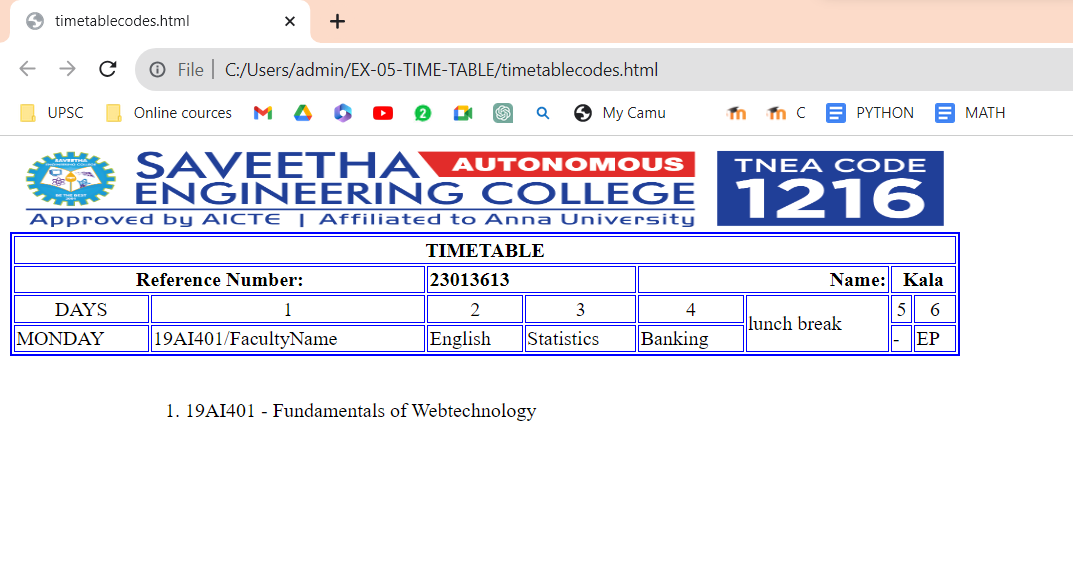 timetablecodes.html
File | C:/Users/admin/EX-05-TIME-TABLE/timetablecodes.html
UPSC Online cources 2 My Camu C PYTHON MATH
SAVEETHA AUTONOMOUS
ENGINEERING COLLEGE
Approved by AICTE | Affiliated to Anna University
TNEA CODE
1216
TIMETABLE
Reference Number: 23013613 Name: Kala
DAYS 1 2 3 4 lunch break 5 6
MONDAY 19AI401/FacultyName English Statistics Banking - EP
1. 19AI401 - Fundamentals of Webtechnology